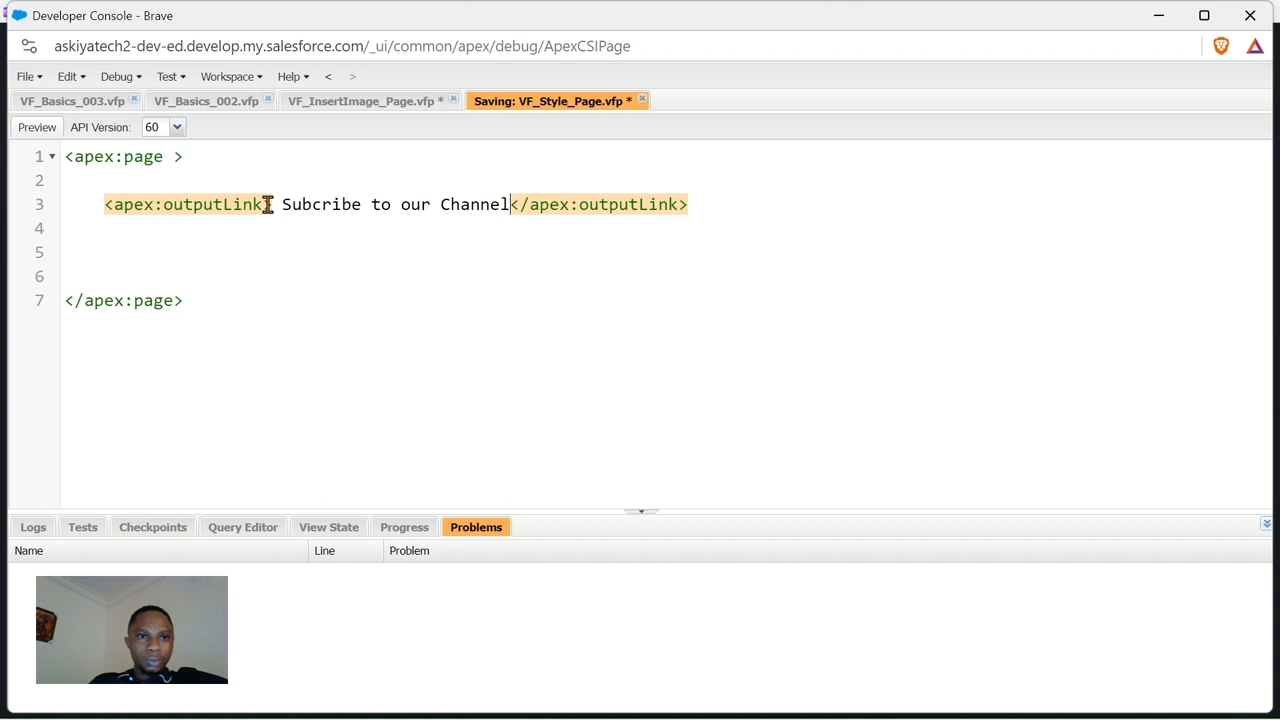 Developer Console - Brave
askiyatech2-dev-ed.develop.my.salesforce.com/_ui/common/apex/debug/ApexCSIPage
File Edit Debug Test Workspace Help < >
VF_Basics_003.vfp VF_Basics_002.vfp VF_InsertImage_Page.vfp * Saving: VF_Style_Page.vfp *
Preview API Version: 60
1 <apex:page >
2
3 <apex:outputLink> Subcribe to our Channel</apex:outputLink>
4
5
6
7 </apex:page>
Logs Tests Checkpoints Query Editor View State Progress Problems
Name Line Problem